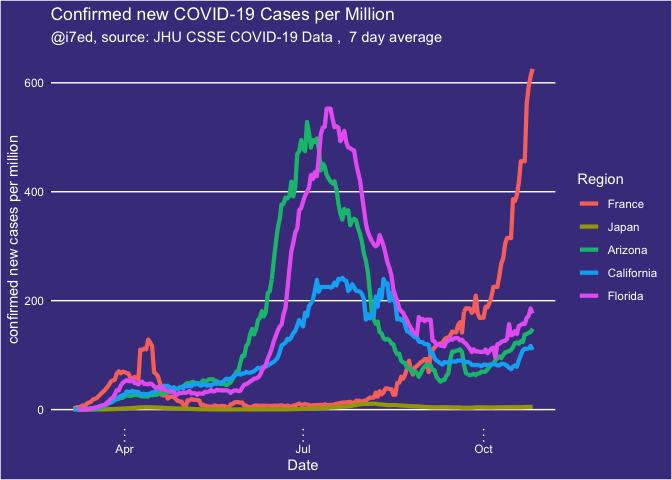 Confirmed new COVID-19 Cases per Million
@i7ed, source: JHU CSSE COVID-19 Data ,  7 day average
confirmed new cases per million
600
400
200
0
Apr
Jul
Oct
Date
Region
France
Japan
Arizona
California
Florida